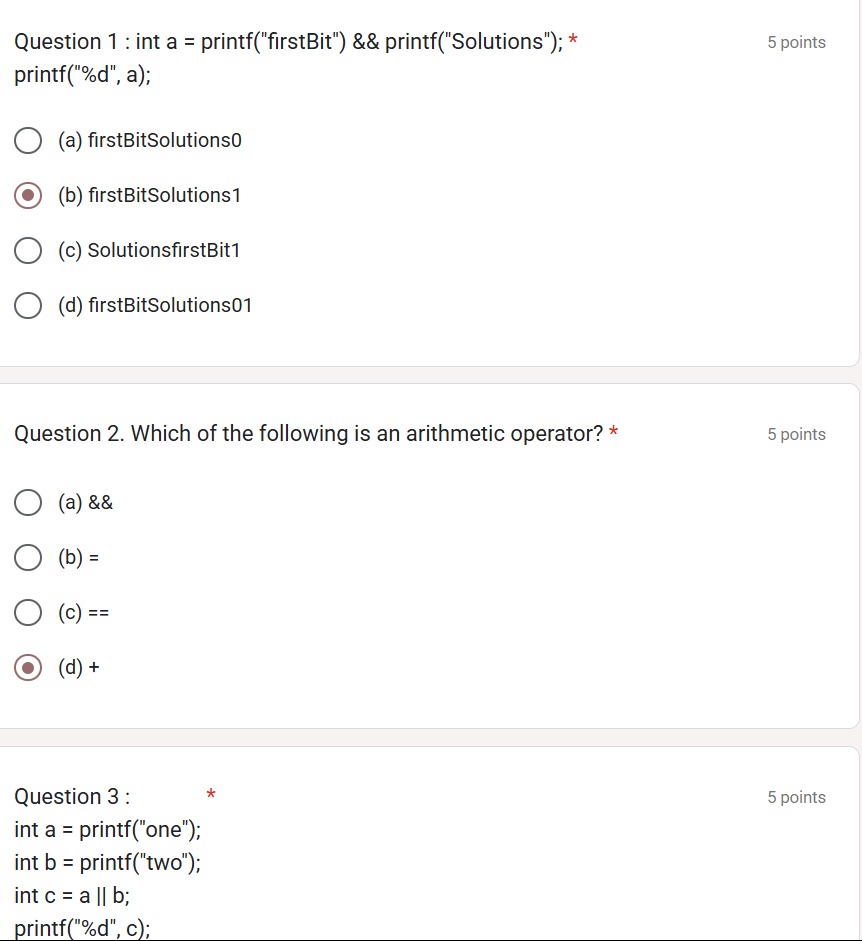 Question 1 : int a = printf("firstBit") && printf("Solutions"); *
5 points
printf("%d", a);
(a) firstBitSolutions0
(b) firstBitSolutions1
(c) SolutionsfirstBit1
(d) firstBitSolutions01
Question 2. Which of the following is an arithmetic operator? *
5 points
(a) &&
(b) =
(c) ==
(d) +
Question 3 : *
5 points
int a = printf("one");
int b = printf("two");
int c = a || b;
printf("%d", c);